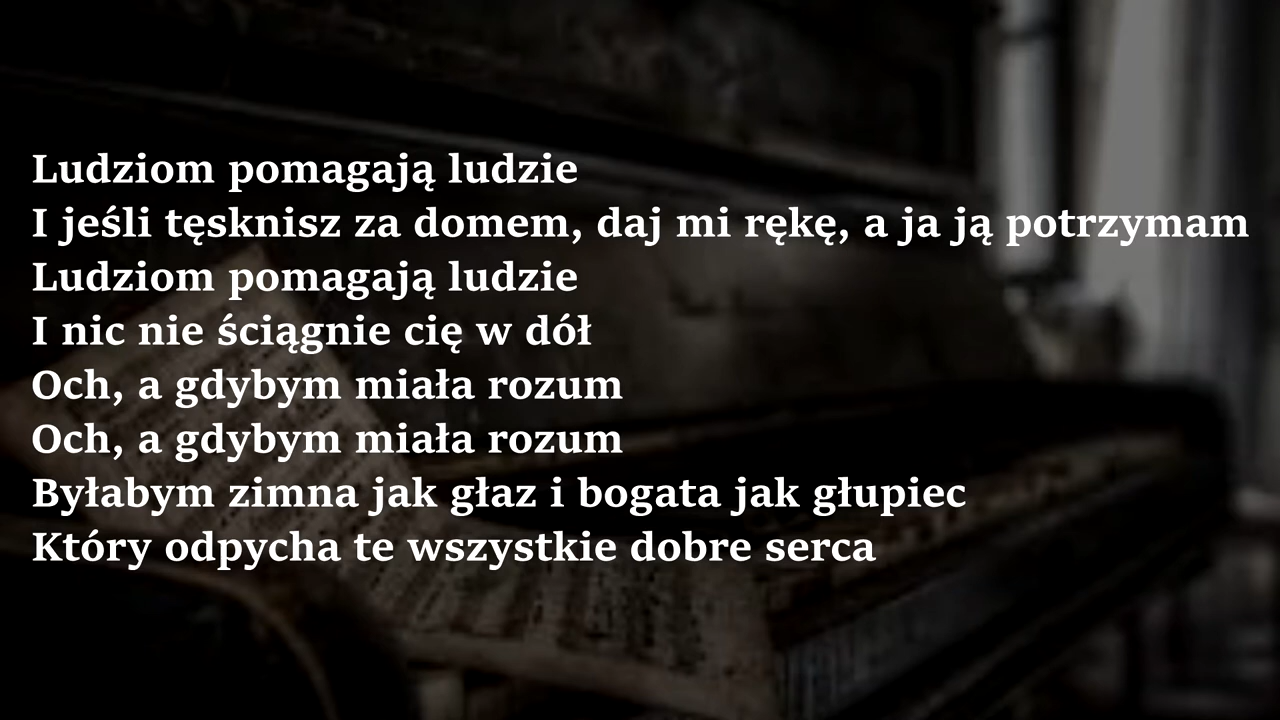 Ludziom pomagają ludzie
I jeśli tęsknisz za domem, daj mi rękę, a ja ją potrzymam
Ludziom pomagają ludzie
I nic nie ściągnie cię w dół
Och, a gdybym miała rozum
Och, a gdybym miała rozum
Byłabym zimna jak głaz i bogata jak głupiec
Który odpycha te wszystkie dobre serca